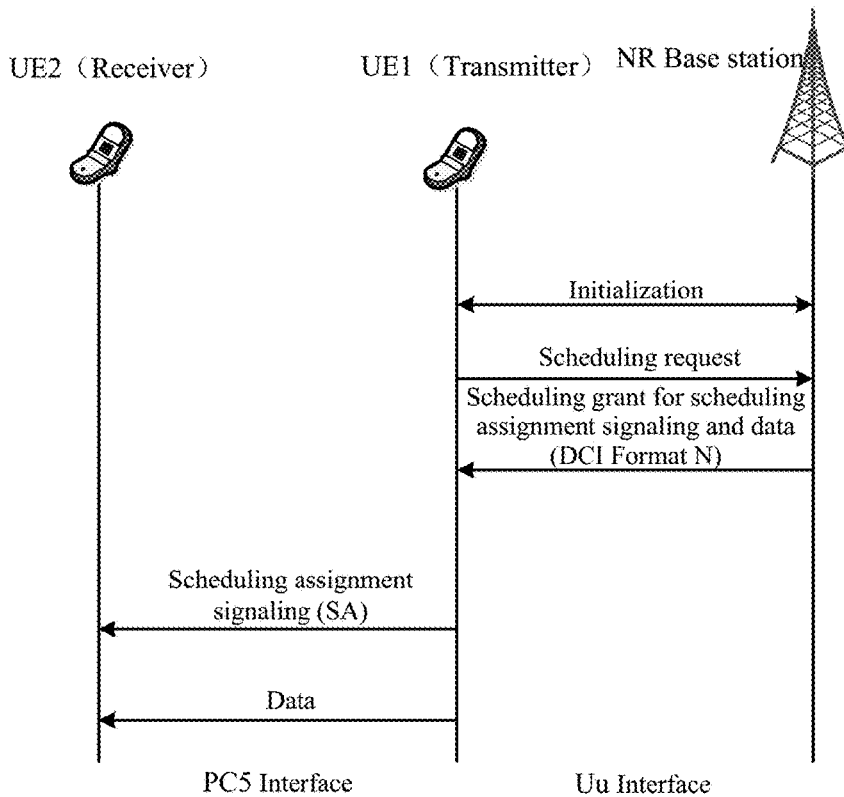 UE2（Receiver）
UE1（Transmitter）
NR Base station
Initialization
Scheduling request
Scheduling grant for scheduling
assignment signaling and data
(DCI Format N)
Scheduling assignment
signaling (SA)
Data
PC5 Interface
Uu Interface